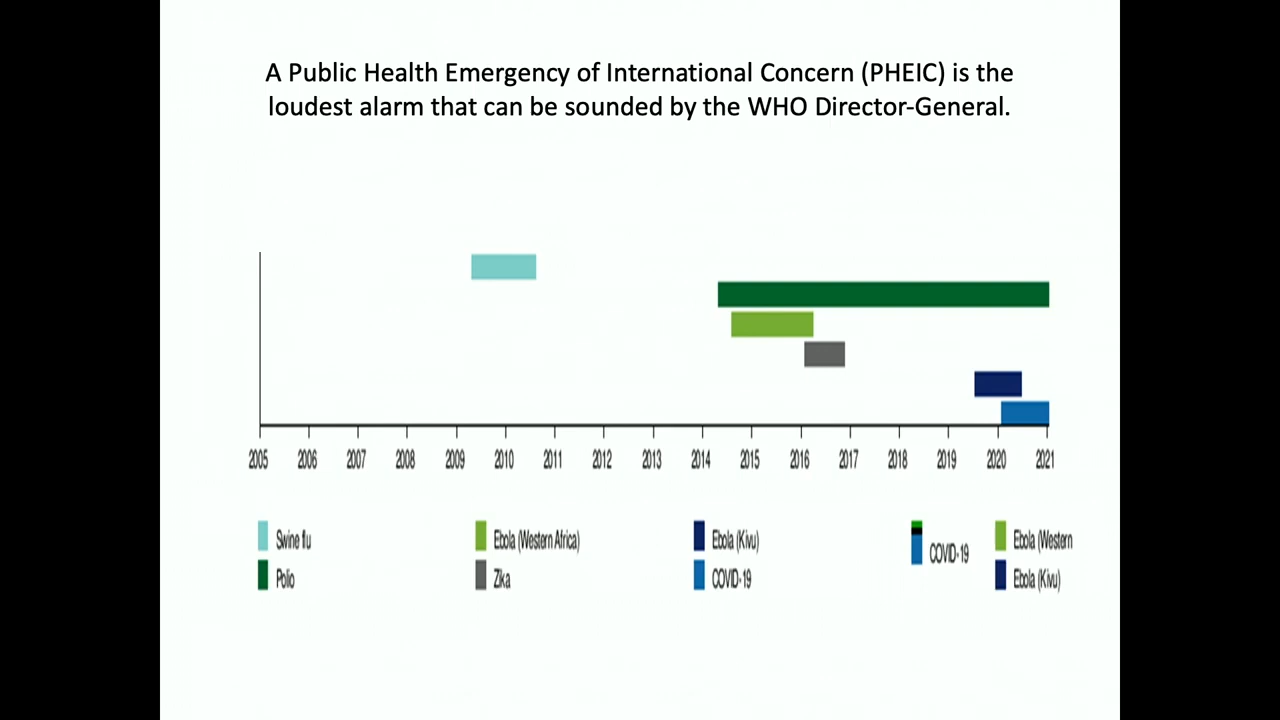 A Public Health Emergency of International Concern (PHEIC) is the
loudest alarm that can be sounded by the WHO Director-General.
2005 2006 2007 2008 2009 2010 2011 2012 2013 2014 2015 2016 2017 2018 2019 2020 2021
Swine flu Ebola (Western Africa) Ebola (Kivu) COVID-19 Ebola (Western
Polio Zika COVID-19 Ebola (Kivu)